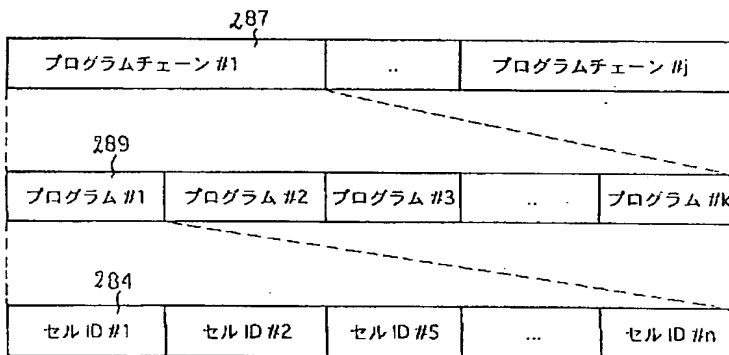 287
プログラムチェーン #1 .. プログラムチェーン #j
289
プログラム #1 プログラム #2 プログラム #3 .. プログラム #k
284
セル ID #1 セル ID #2 セル ID #5 ... セル ID #n